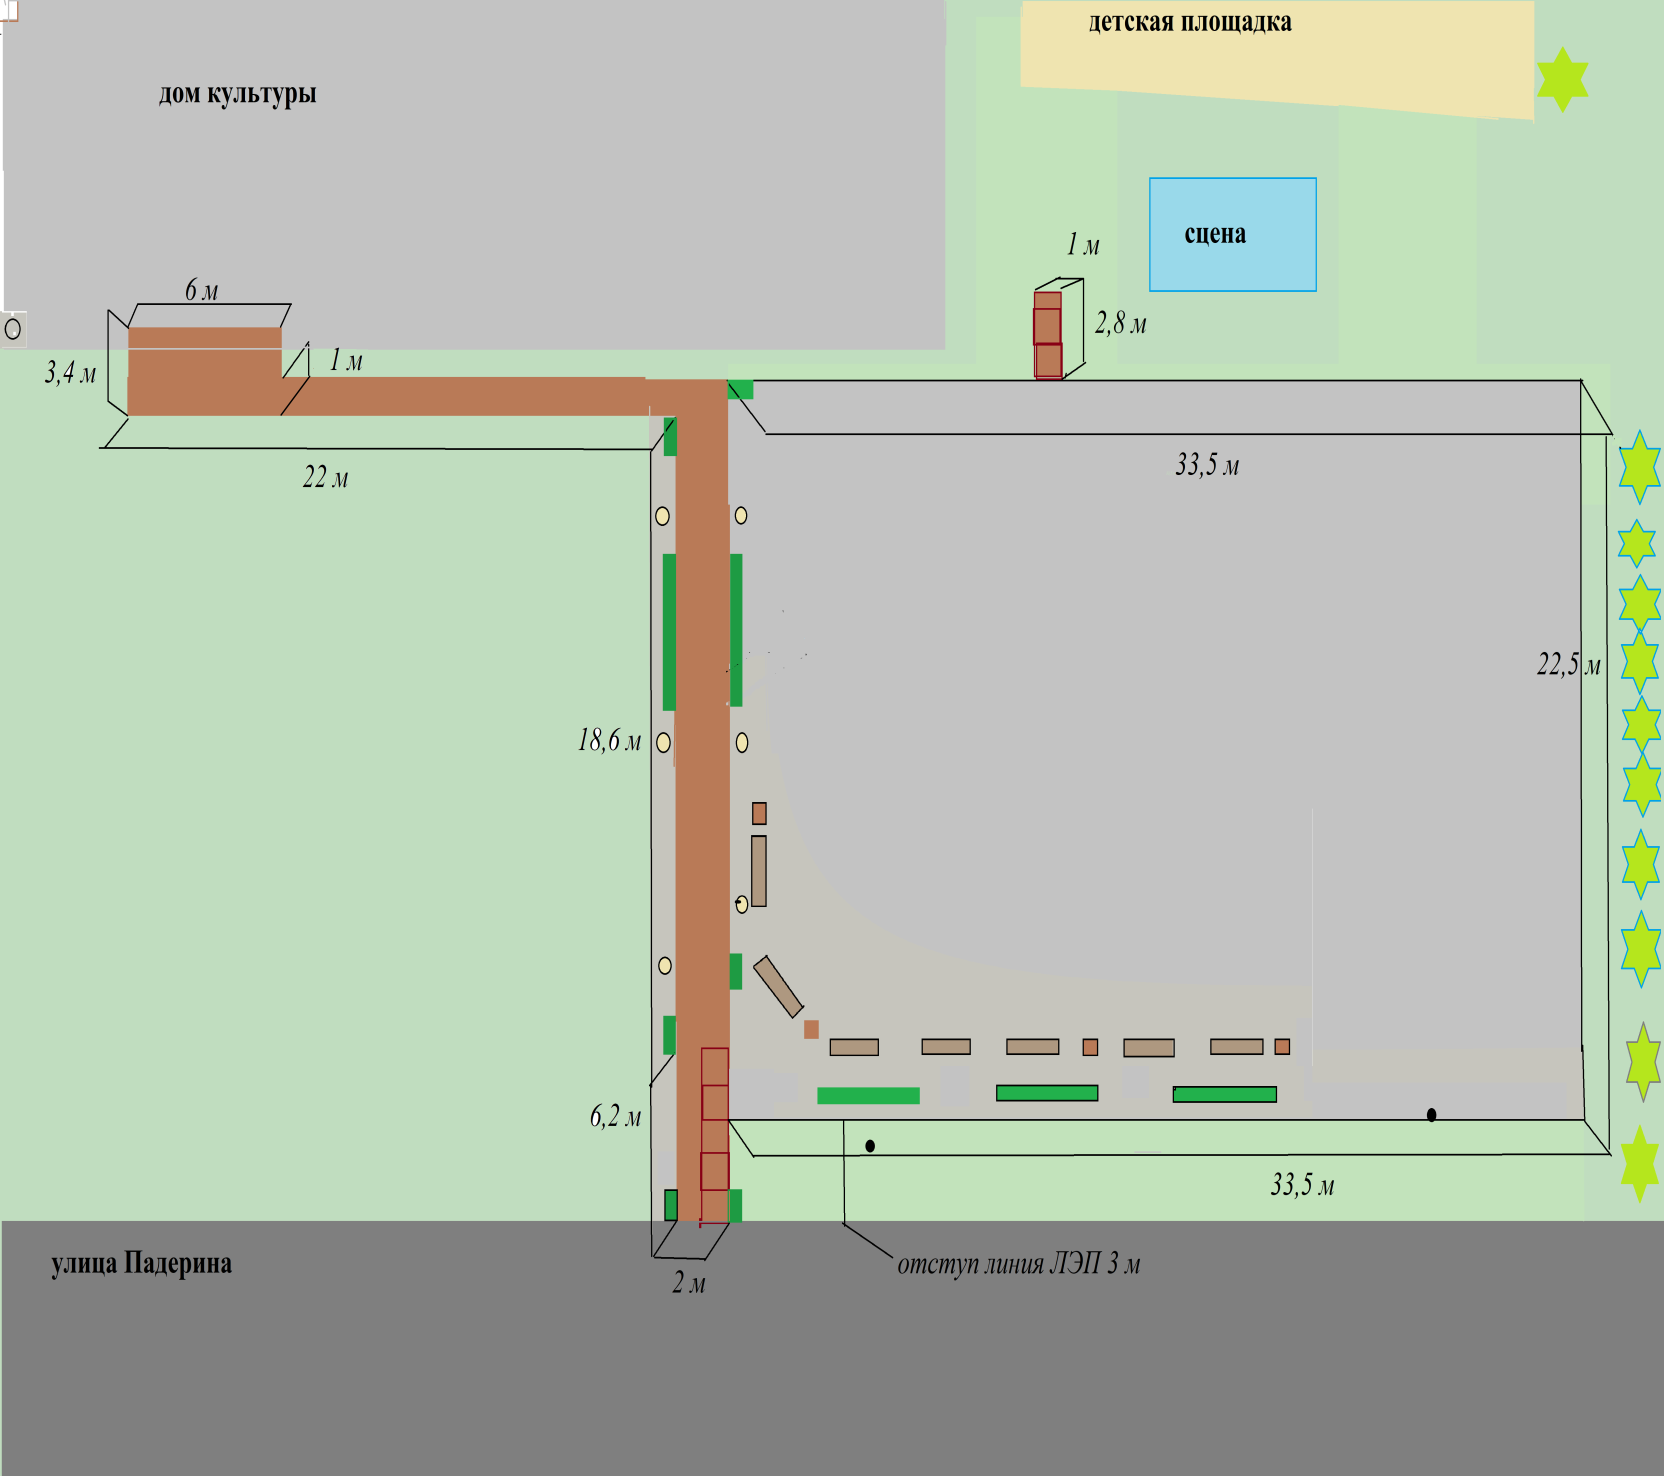 детская площадка
дом культуры
сцена
1 м
6 м
2,8 м
1 м
3,4 м
33,5 м
22 м
22,5 м
18,6 м
6,2 м
33,5 м
улица Падерина
отступ линия ЛЭП 3 м
2 м